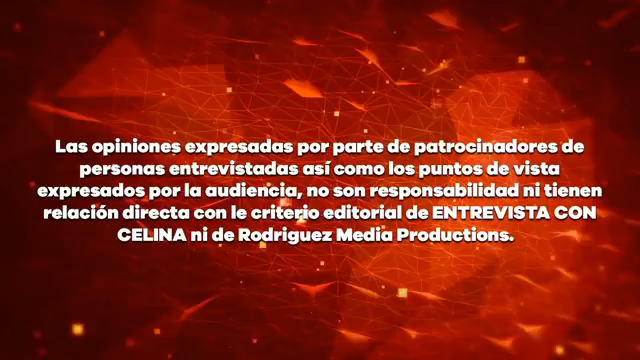 Las opiniones expresadas por parte de patrocinadores de
personas entrevistadas así como los puntos de vista
expresados por la audiencia, no son responsabilidad ni tienen
relación directa con le criterio editorial de ENTREVISTA CON
CELINA ni de Rodriguez Media Productions.